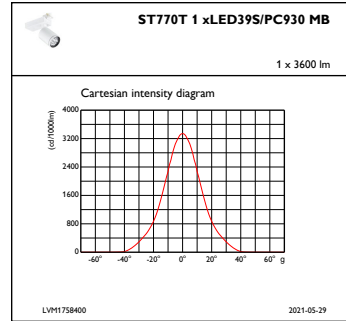 ST770T 1 xLED39S/PC930 MB
1 x 3600 lm
Cartesian intensity diagram
(cd/1000lm)
4000
3200
2400
1600
800
0
-60° -40° -20° 0° 20° 40° 60° g
LVM1758400 2021-05-29